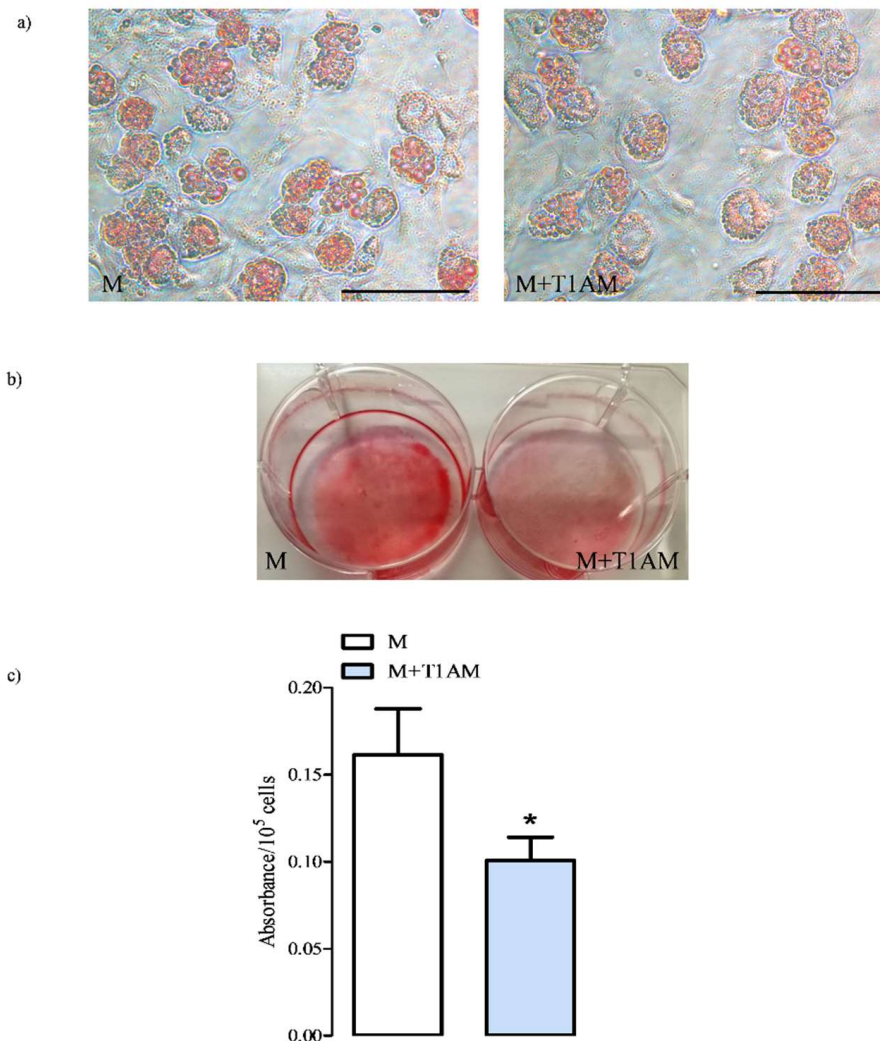 a)
M
M+T1AM
b)
M
M+T1AM
c)
M
M+T1AM
0.20
0.15
0.10
0.05
0.00
Absorbance/10⁵ cells
*